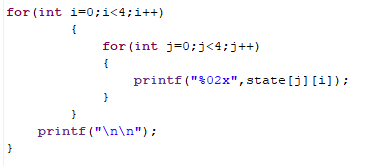 for(int i=0;i<4;i++)
{
for(int j=0;j<4;j++)
{
printf("%02x",state[j][i]);
}
}
printf("\n\n");
}